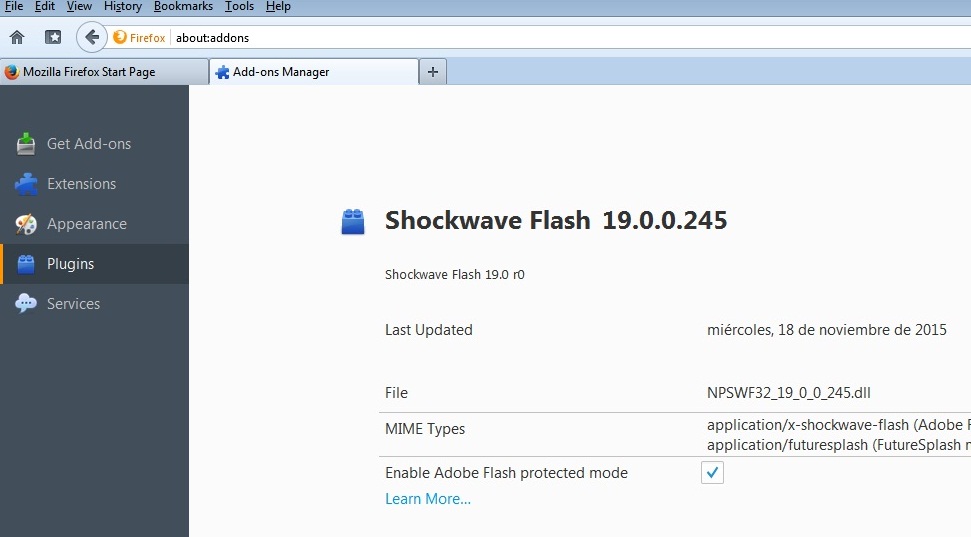 File Edit View History Bookmarks Tools Help
Firefox about:addons
Mozilla Firefox Start Page Add-ons Manager +
Get Add-ons
Extensions
Appearance
Plugins
Services
Shockwave Flash 19.0.0.245
Shockwave Flash 19.0 r0
Last Updated miércoles, 18 de noviembre de 2015
File NPSWF32_19_0_0_245.dll
MIME Types application/x-shockwave-flash (Adobe F
application/futuresplash (FutureSplash m
Enable Adobe Flash protected mode
Learn More...